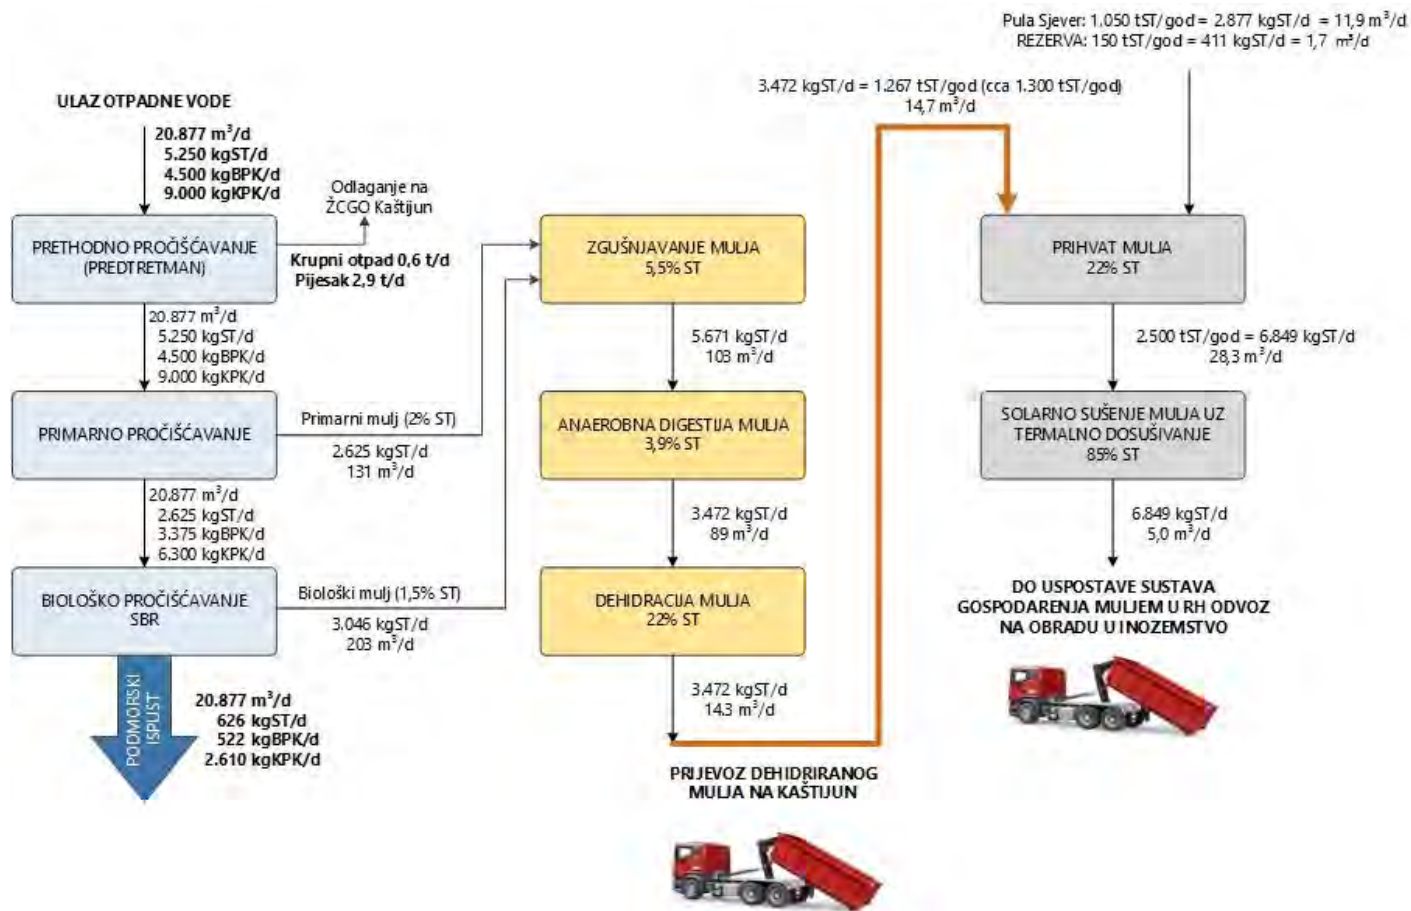 Pula Sjever: 1.050 tST/god = 2.877 kgST/d = 11,9 m³/d
REZERVA: 150 tST/god = 411 kgST/d = 1,7 m³/d
3.472 kgST/d = 1.267 tST/god (cca 1.300 tST/god)
14,7 m³/d
ULAZ OTPADNE VODE
20.877 m³/d
5.250 kgST/d
4.500 kgBPK/d
9.000 kgKPK/d
Odlaganje na
ŽCGO Kaštijun
PRETHODNO PROČIŠĆAVANJE
(PREDTRETMAN)
Krupni otpad 0,6 t/d
Pijesak 2,9 t/d
ZGUŠNJAVANJE MULJA
5,5% ST
PRIHVAT MULJA
22% ST
20.877 m³/d
5.250 kgST/d
4.500 kgBPK/d
9.000 kgKPK/d
5.671 kgST/d
103 m³/d
2.500 tST/god = 6.849 kgST/d
28,3 m³/d
PRIMARNO PROČIŠĆAVANJE
Primarni mulj (2% ST)
2.625 kgST/d
131 m³/d
ANAEROBNA DIGESTIJA MULJA
3,9% ST
SOLARNO SUŠENJE MULJA UZ
TERMALNO DOSUŠIVANJE
85% ST
20.877 m³/d
2.625 kgST/d
3.375 kgBPK/d
6.300 kgKPK/d
3.472 kgST/d
89 m³/d
6.849 kgST/d
5,0 m³/d
BIOLOŠKO PROČIŠĆAVANJE
SBR
Biološki mulj (1,5% ST)
3.046 kgST/d
203 m³/d
DEHIDRACIJA MULJA
22% ST
DO USPOSTAVE SUSTAVA
GOSPODARENJA MULJEM U RH ODVOZ
NA OBRADU U INOZEMSTVO
PODMORSKI
ISPUST
20.877 m³/d
626 kgST/d
522 kgBPK/d
2.610 kgKPK/d
3.472 kgST/d
14.3 m³/d
PRIJEVOZ DEHIDRIRANOG
MULJA NA KAŠTIJUN